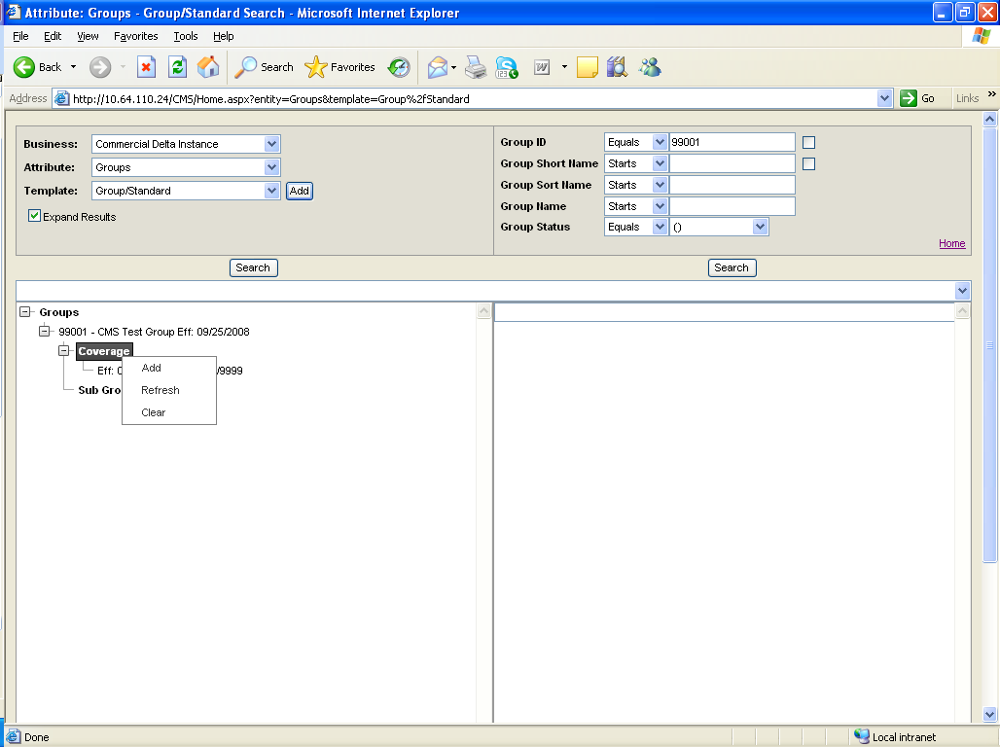 Attribute: Groups - Group/Standard Search - Microsoft Internet Explorer
File Edit View Favorites Tools Help
Back Search Favorites
Address http://10.64.110.24/CMS/Home.aspx?entity=Groups&template=Group%2fStandard Go Links »
Business: Commercial Delta Instance
Attribute: Groups
Template: Group/Standard Add
Expand Results
Group ID Equals 99001
Group Short Name Starts
Group Sort Name Starts
Group Name Starts
Group Status Equals ()
Home
Search Search
Groups
99001 - CMS Test Group Eff: 09/25/2008
Coverage
Eff: 0 /9999
Sub Gro
Add
Refresh
Clear
Done Local intranet